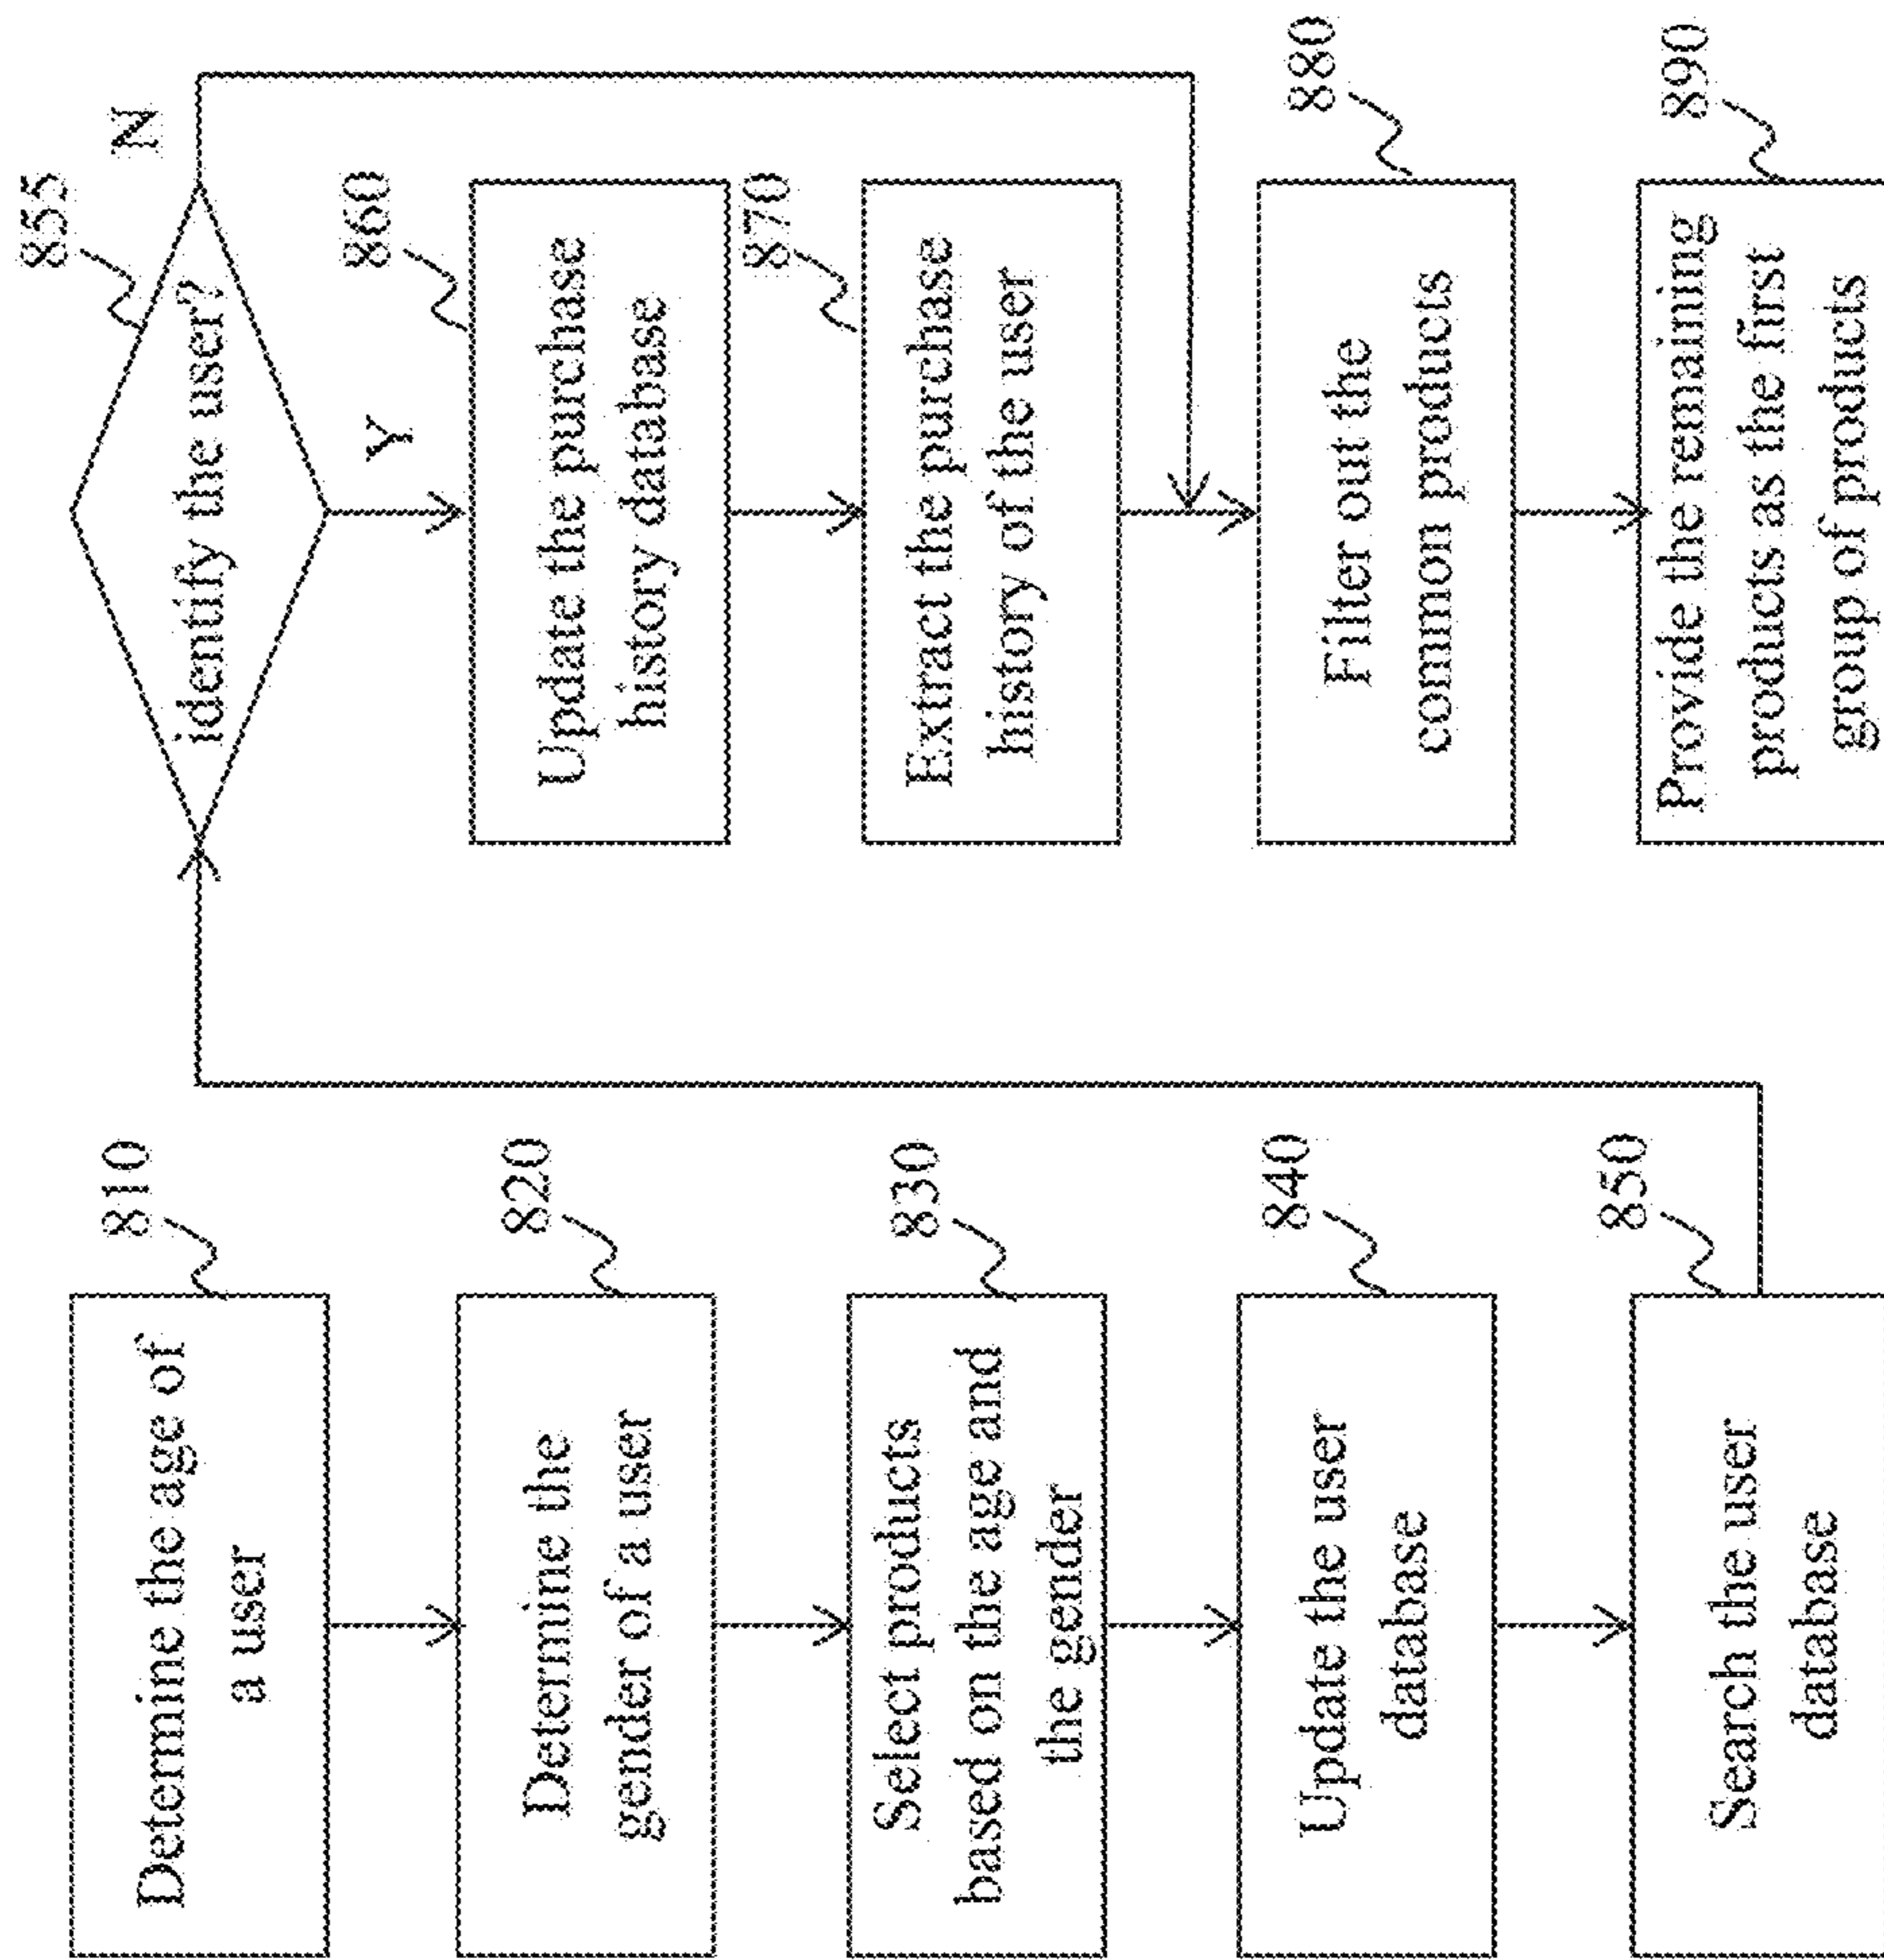 810
Determine the age of
a user
820
Determine the
gender of a user
830
Select products
based on the age and
the gender
840
Update the user
database
850
Search the user
database
855
identify the user?
N
Y
860
Update the purchase
history database
870
Extract the purchase
history of the user
880
Filter out the
common products
890
Provide the remaining
products as the first
group of products